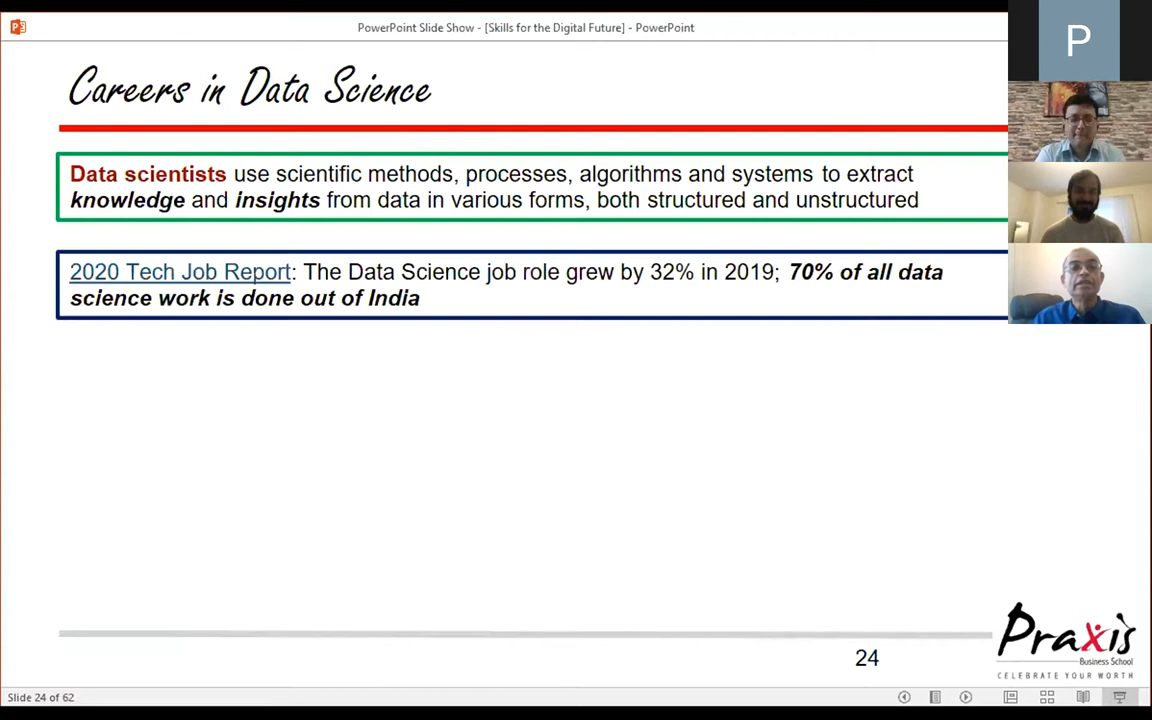 PowerPoint Slide Show - [Skills for the Digital Future] - PowerPoint
P
Careers in Data Science
Data scientists use scientific methods, processes, algorithms and systems to extract
knowledge and insights from data in various forms, both structured and unstructured
2020 Tech Job Report: The Data Science job role grew by 32% in 2019; 70% of all data
science work is done out of India
Praxis
Business School
CELEBRATE YOUR WORTH
24
Slide 24 of 62